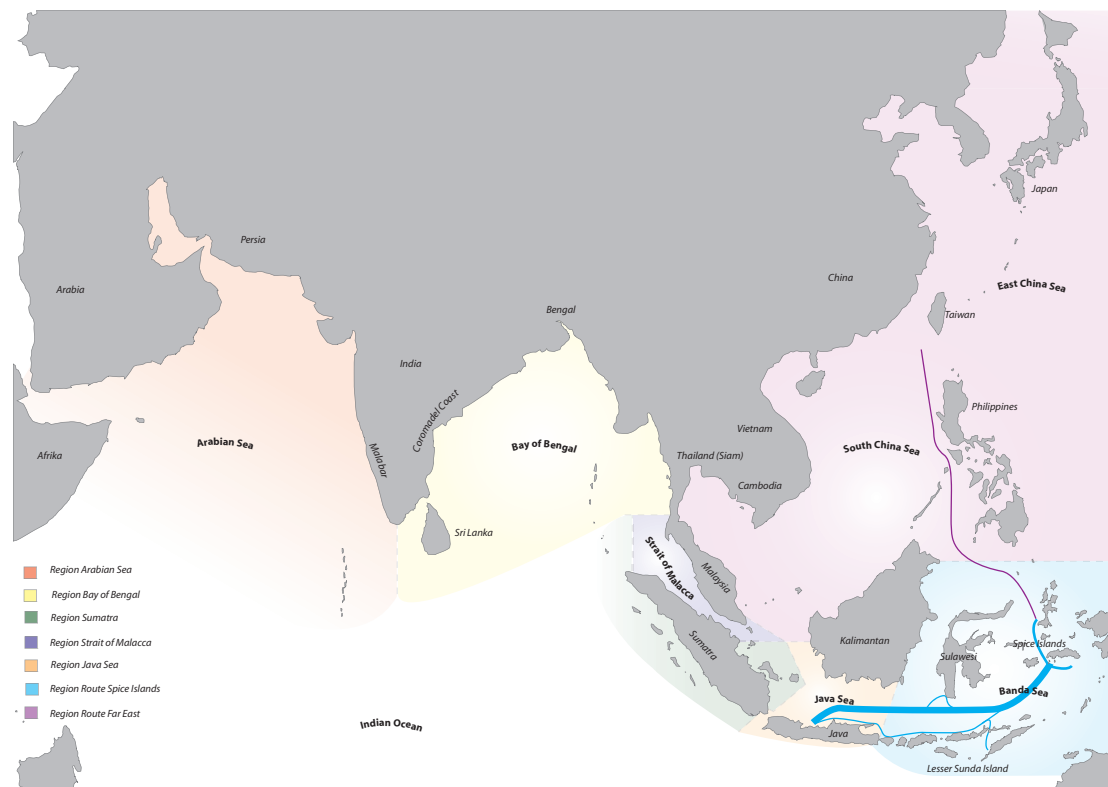 Japan
Persia
China
East China Sea
Arabia
Bengal
Taiwan
India
Coromadel Coast
Philippines
Vietnam
Arabian Sea
Bay of Bengal
South China Sea
Afrika
Malabar
Thailand (Siam)
Cambodia
Sri Lanka
Strait of Malacca
Malaysia
Region Arabian Sea
Region Bay of Bengal
Region Sumatra
Region Strait of Malacca
Region Java Sea
Region Route Spice Islands
Region Route Far East
Sumatra
Kalimantan
Spice Islands
Sulawesi
Banda Sea
Java Sea
Indian Ocean
Java
Lesser Sunda Island